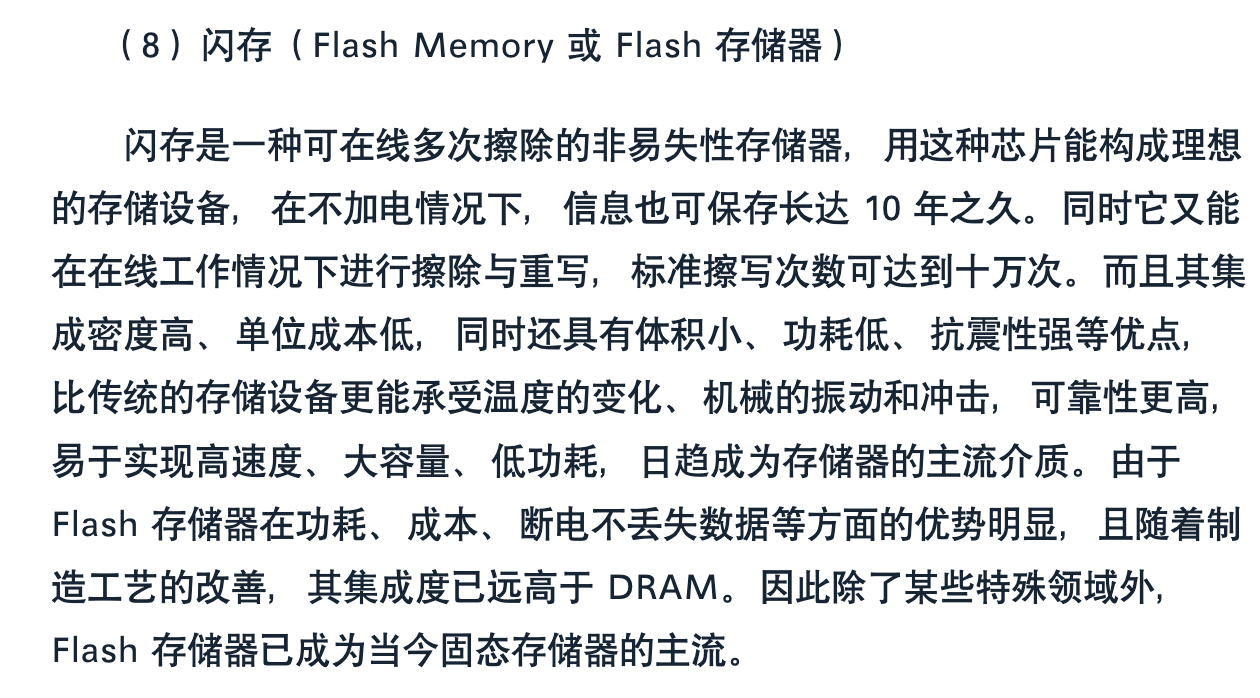 （8）闪存（Flash Memory 或 Flash 存储器）
闪存是一种可在线多次擦除的非易失性存储器，用这种芯片能构成理想
的存储设备，在不加电情况下，信息也可保存长达 10 年之久。同时它又能
在在线工作情况下进行擦除与重写，标准擦写次数可达到十万次。而且其集
成密度高、单位成本低，同时还具有体积小、功耗低、抗震性强等优点，
比传统的存储设备更能承受温度的变化、机械的振动和冲击，可靠性更高，
易于实现高速度、大容量、低功耗，日趋成为存储器的主流介质。由于
Flash 存储器在功耗、成本、断电不丢失数据等方面的优势明显，且随着制
造工艺的改善，其集成度已远高于 DRAM。因此除了某些特殊领域外，
Flash 存储器已成为当今固态存储器的主流。